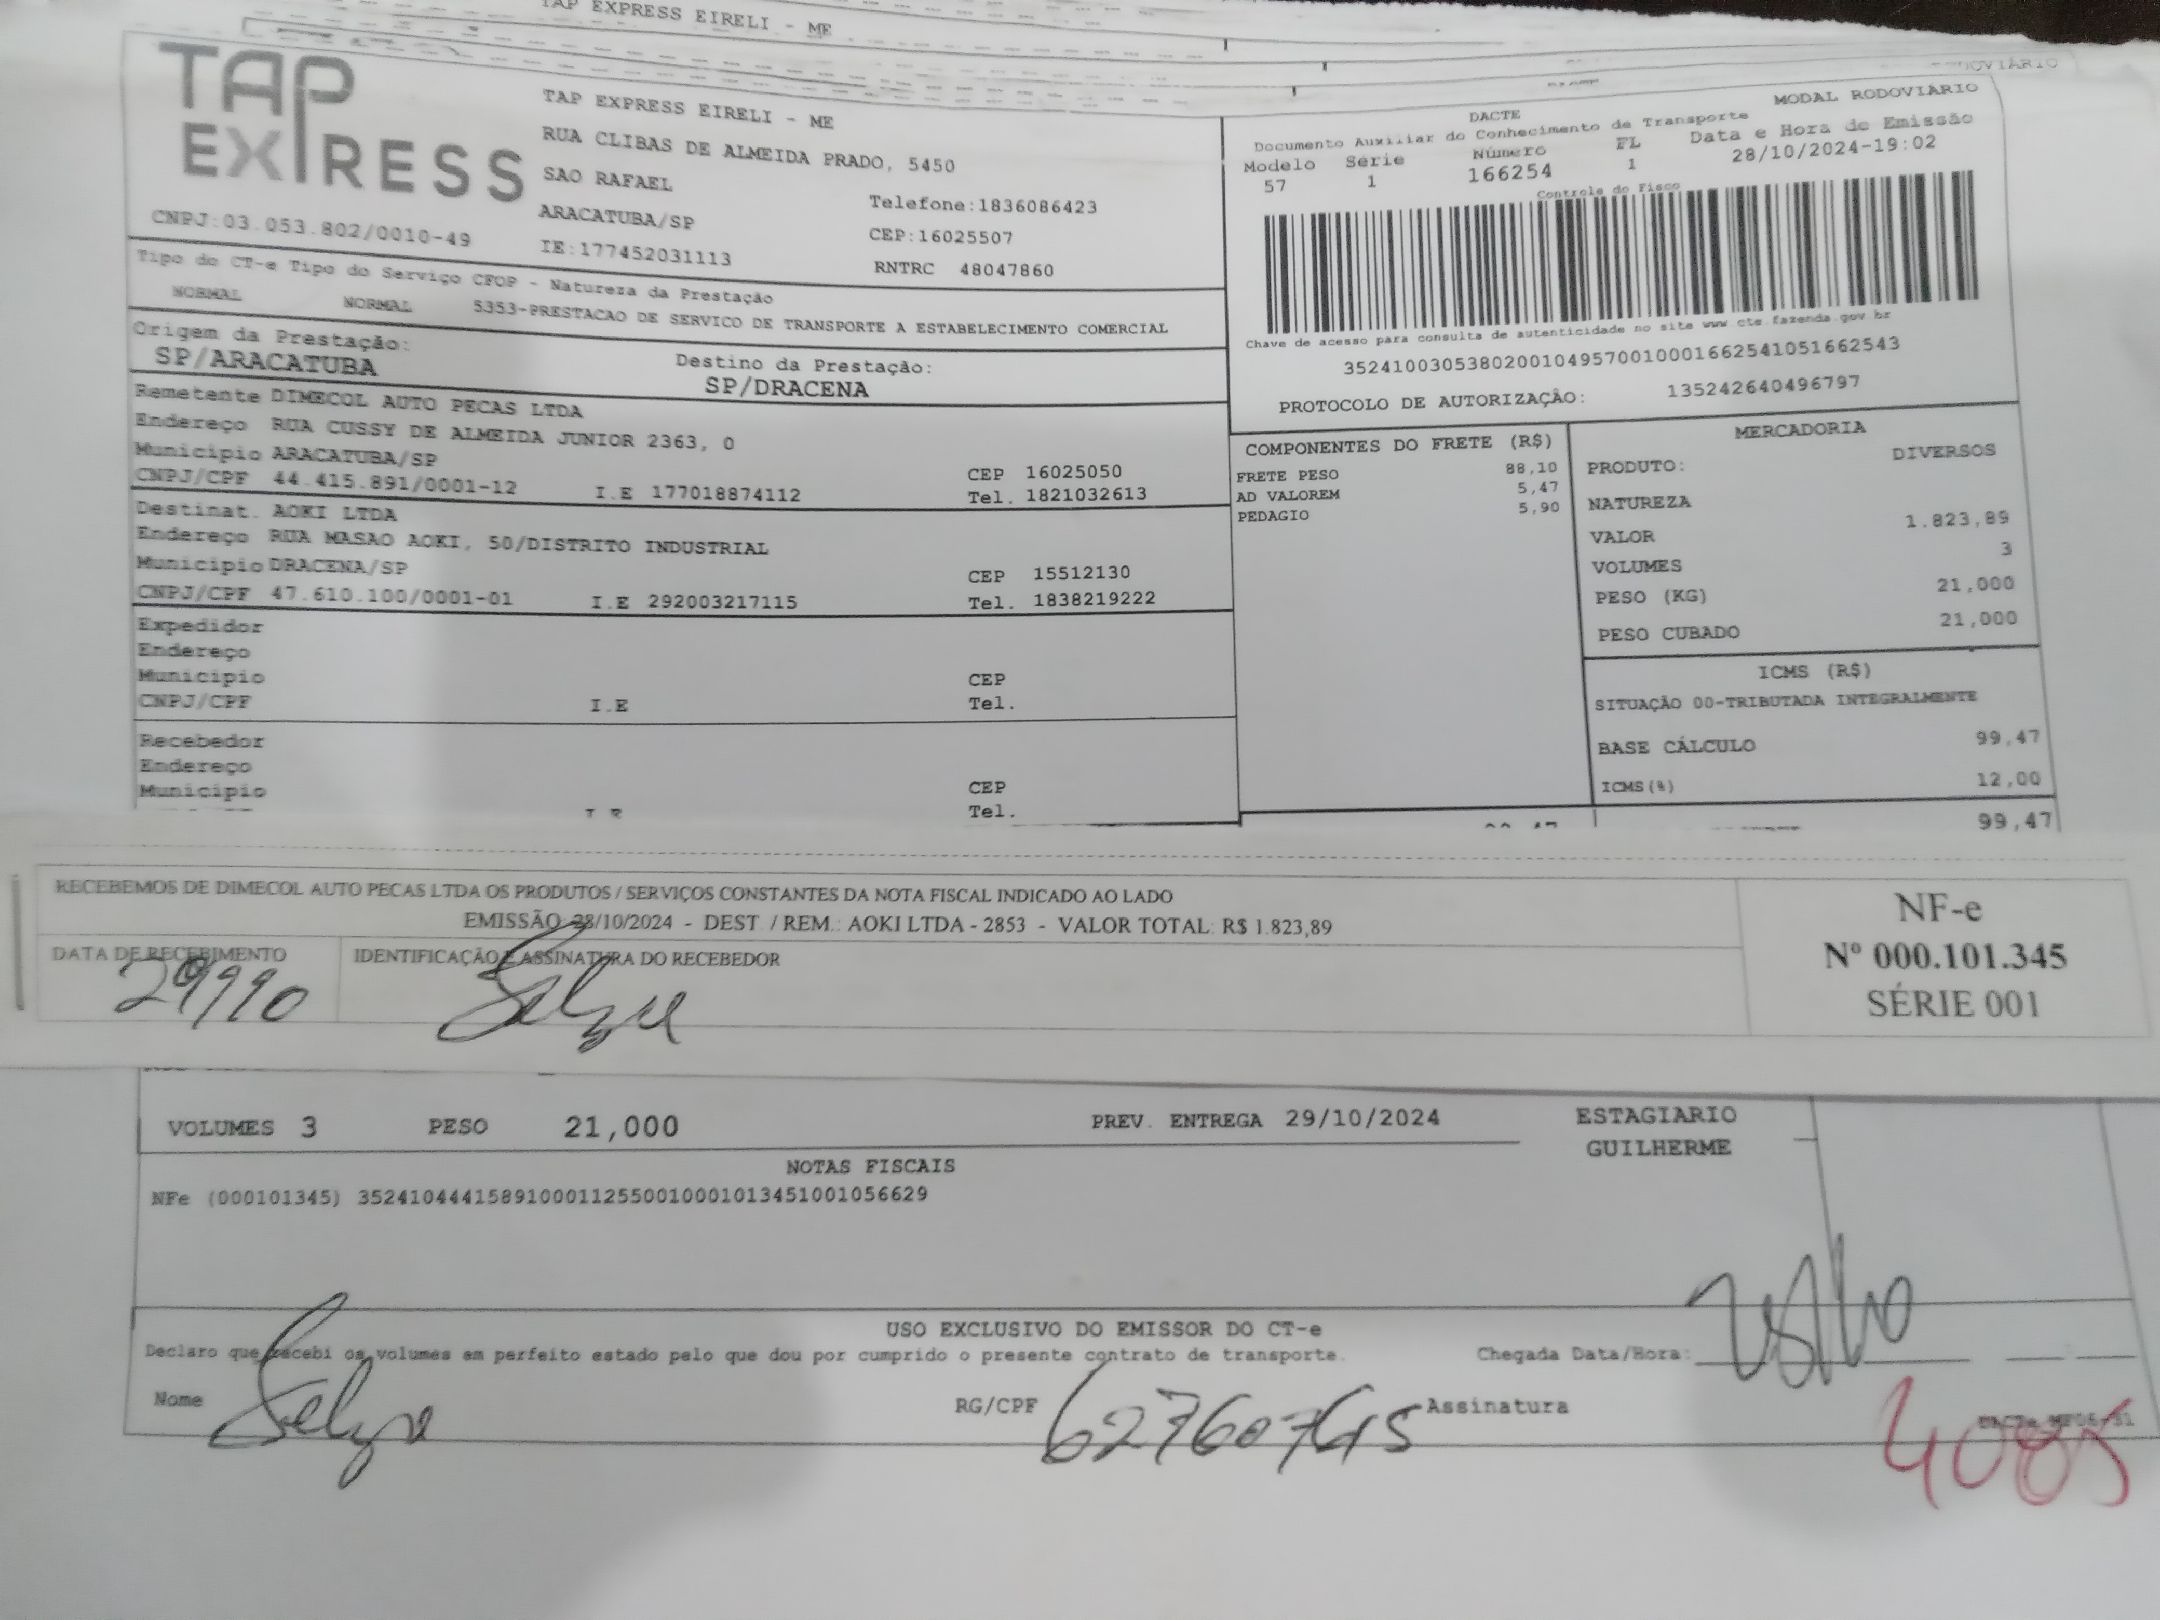 TAP EXPRESS EIRELI - ME
TAP EXPRESS
TAP EXPRESS EIRELI - ME
RUA CLIBAS DE ALMEIDA PRADO, 5450
SAO RAFAEL
ARACATUBA/SP
IE:177452031113
Telefone:1836086423
CEP:16025507
RNTRC 48047860
CNPJ:03.053.802/0010-49
MODAL RODOVIÁRIO
DACTE
Documento Auxiliar do Conhecimento de Transporte
Modelo Série Número FL Data e Hora de Emissão
57 1 166254 1 28/10/2024-19:02
Controle do Fisco
Chave de acesso para consulta de autenticidade no site www.cte.fazenda.gov.br
35241003053802001049570010001662541051662543
PROTOCOLO DE AUTORIZAÇÃO: 135242640496797
Tipo do CT-e Tipo do Serviço CFOP - Natureza da Prestação
NORMAL NORMAL 5353-PRESTACAO DE SERVICO DE TRANSPORTE A ESTABELECIMENTO COMERCIAL
Origem da Prestação: Destino da Prestação:
SP/ARACATUBA SP/DRACENA
Remetente DIMECOL AUTO PECAS LTDA
Endereço RUA CUSSY DE ALMEIDA JUNIOR 2363, 0
Município ARACATUBA/SP CEP 16025050
CNPJ/CPF 44.415.891/0001-12 I.E 177018874112 Tel. 1821032613
Destinat. AOKI LTDA
Endereço RUA MASAO AOKI, 50/DISTRITO INDUSTRIAL
Município DRACENA/SP CEP 15512130
CNPJ/CPF 47.610.100/0001-01 I.E 292003217115 Tel. 1838219222
Expedidor
Endereço
Município CEP
CNPJ/CPF I.E Tel.
Recebedor
Endereço
Município CEP
Tel.
COMPONENTES DO FRETE (R$)
FRETE PESO 88,10
AD VALOREM 5,47
PEDAGIO 5,90
MERCADORIA
PRODUTO: DIVERSOS
NATUREZA
VALOR 1.823,89
VOLUMES 3
PESO (KG) 21,000
PESO CUBADO 21,000
ICMS (R$)
SITUAÇÃO 00-TRIBUTADA INTEGRALMENTE
BASE CÁLCULO 99,47
ICMS(%) 12,00
99,47
RECEBEMOS DE DIMECOL AUTO PECAS LTDA OS PRODUTOS / SERVIÇOS CONSTANTES DA NOTA FISCAL INDICADO AO LADO
EMISSÃO: 28/10/2024 - DEST. / REM.: AOKI LTDA - 2853 - VALOR TOTAL: R$ 1.823,89
DATA DE RECEBIMENTO IDENTIFICAÇÃO E ASSINATURA DO RECEBEDOR
29/10
NF-e
Nº 000.101.345
SÉRIE 001
VOLUMES 3 PESO 21,000 PREV. ENTREGA 29/10/2024
ESTAGIARIO
GUILHERME
NOTAS FISCAIS
NFe (000101345) 35241044415891000112550010001013451001056629
USO EXCLUSIVO DO EMISSOR DO CT-e
Declaro que recebi os volumes em perfeito estado pelo que dou por cumprido o presente contrato de transporte. Chegada Data/Hora:
Nome RG/CPF Assinatura